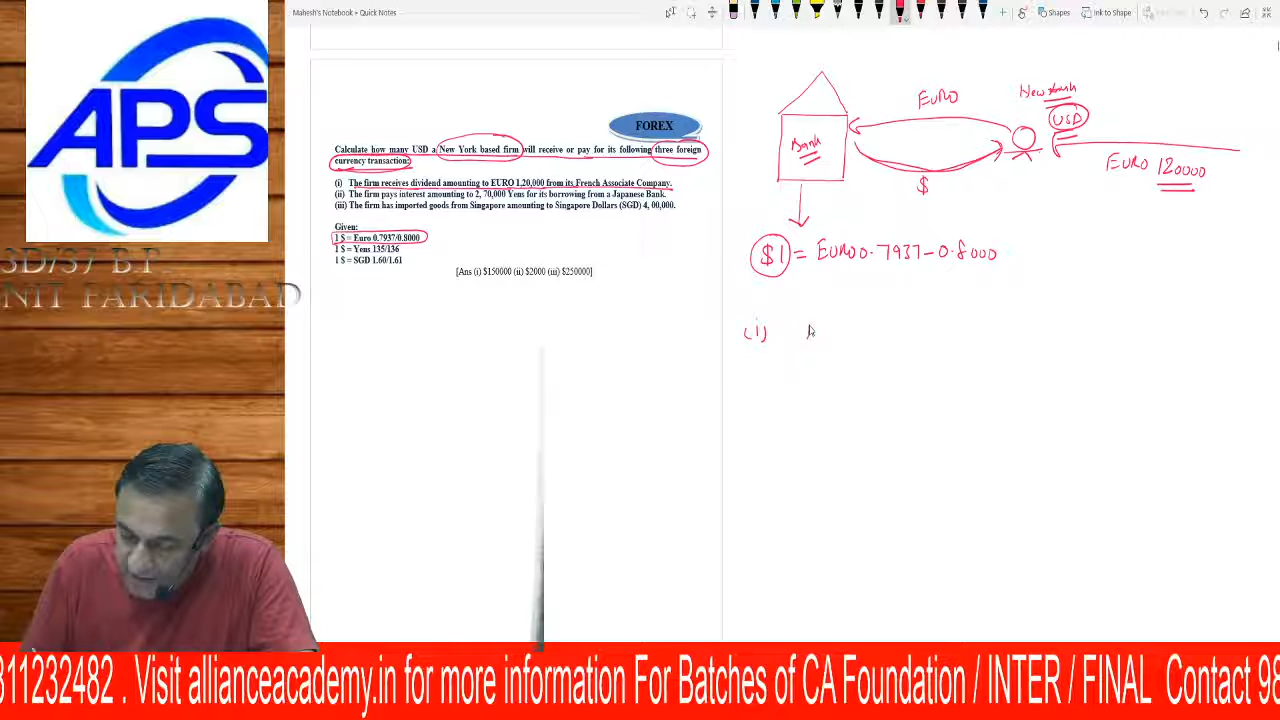 APS
3D/37 B.P.
NIT FARIDABAD
Mahesh's Notebook • Quick Notes
Shapes
Ink to Shape
FOREX
Calculate how many USD a New York based firm will receive or pay for its following three foreign
currency transaction:
(i) The firm receives dividend amounting to EURO 1,20,000 from its French Associate Company.
(ii) The firm pays interest amounting to 2, 70,000 Yens for its borrowing from a Japanese Bank.
(iii) The firm has imported goods from Singapore amounting to Singapore Dollars (SGD) 4, 00,000.
Given:
1 $ = Euro 0.7937/0.8000
1 $ = Yens 135/136
1 $ = SGD 1.60/1.61
[Ans (i) $150000 (ii) $2000 (iii) $250000]
EURO
USD
Bank
EURO 120000
$
$1 = EURO 0.7937 - 0.8000
(i)
811232482 . Visit allianceacademy.in for more information For Batches of CA Foundation / INTER / FINAL Contact 98